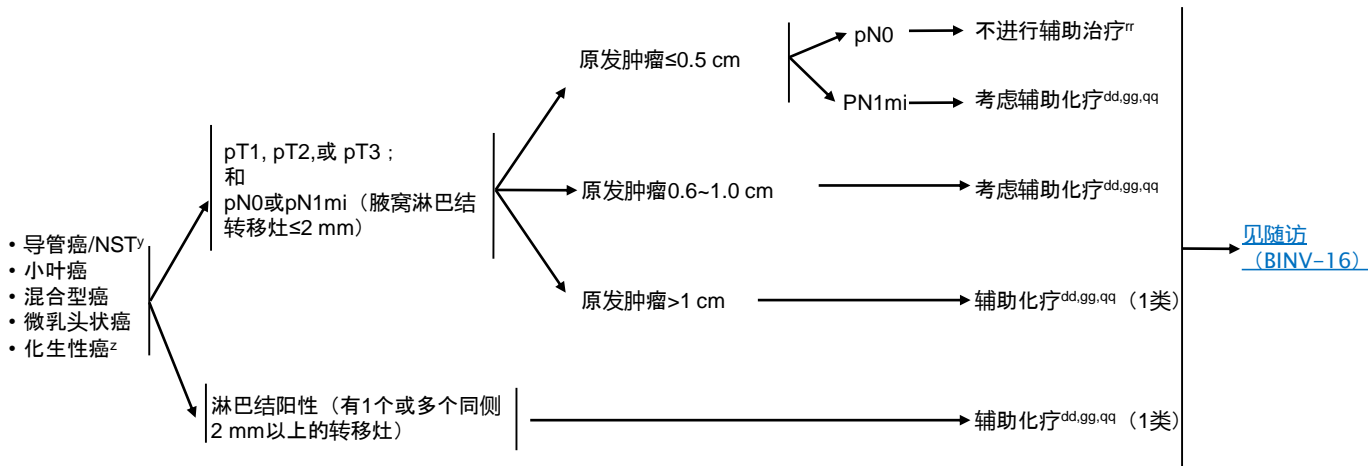 • 导管癌/NSTʸ
• 小叶癌
• 混合型癌
• 微乳头状癌
• 化生性癌ᶻ
pT1, pT2,或 pT3；
和
pN0或pN1mi（腋窝淋巴结
转移灶≤2 mm）
原发肿瘤≤0.5 cm
pN0
不进行辅助治疗rr
PN1mi
考虑辅助化疗dd,gg,qq
原发肿瘤0.6~1.0 cm
考虑辅助化疗dd,gg,qq
原发肿瘤>1 cm
辅助化疗dd,gg,qq（1类）
淋巴结阳性（有1个或多个同侧
2 mm以上的转移灶）
辅助化疗dd,gg,qq（1类）
见随访
（BINV-16）